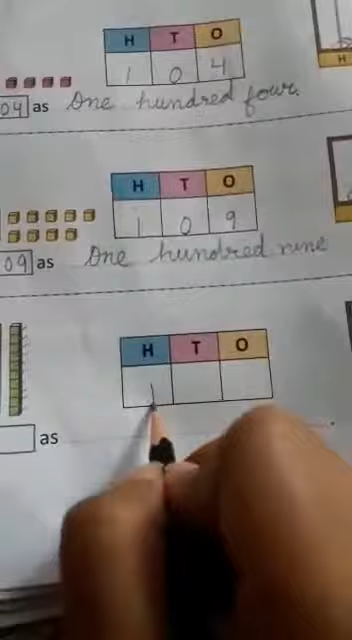 H T O
1 0 4
04 as One hundred four.
H
H T O
1 0 9
09 as One hundred nine
H T O
1
as